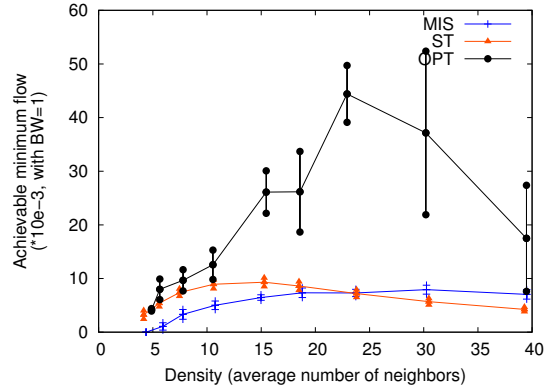 MIS
ST
OPT
60
50
40
30
20
10
0
Achievable minimum flow
(*10e−3, with BW=1)
0 5 10 15 20 25 30 35 40
Density (average number of neighbors)